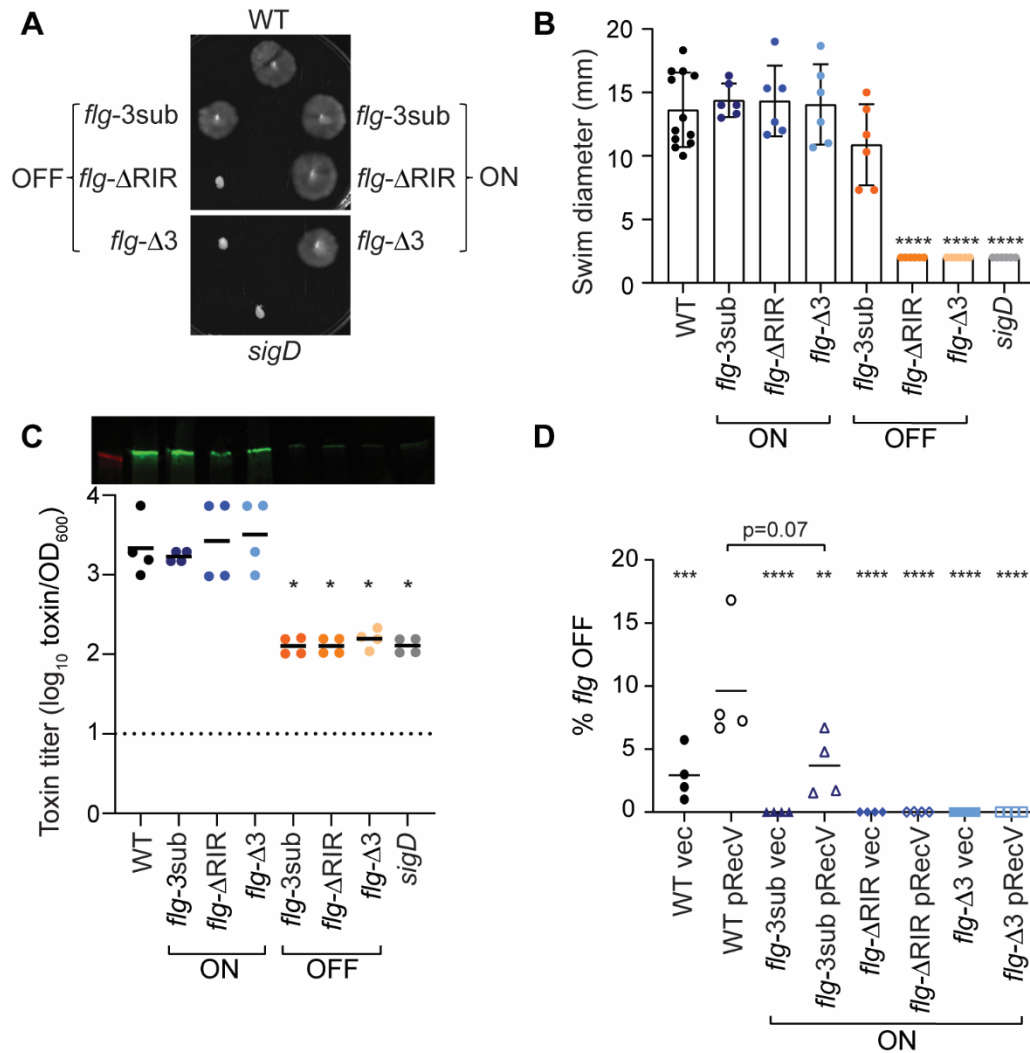 A
WT
flg-3sub
flg-3sub
OFF
flg-ΔRIR
flg-ΔRIR
ON
flg-Δ3
flg-Δ3
sigD
B
Swim diameter (mm)
20
15
10
5
0
**** **** ****
WT
flg-3sub
flg-ΔRIR
flg-Δ3
flg-3sub
flg-ΔRIR
flg-Δ3
sigD
ON
OFF
C
Toxin titer (log10 toxin/OD600)
4
3
2
1
0
* * * *
WT
flg-3sub
flg-ΔRIR
flg-Δ3
flg-3sub
flg-ΔRIR
flg-Δ3
sigD
ON
OFF
D
p=0.07
% flg OFF
20
15
10
5
0
*** **** ** **** **** **** ****
WT vec
WT pRecV
flg-3sub vec
flg-3sub pRecV
flg-ΔRIR vec
flg-ΔRIR pRecV
flg-Δ3 vec
flg-Δ3 pRecV
ON